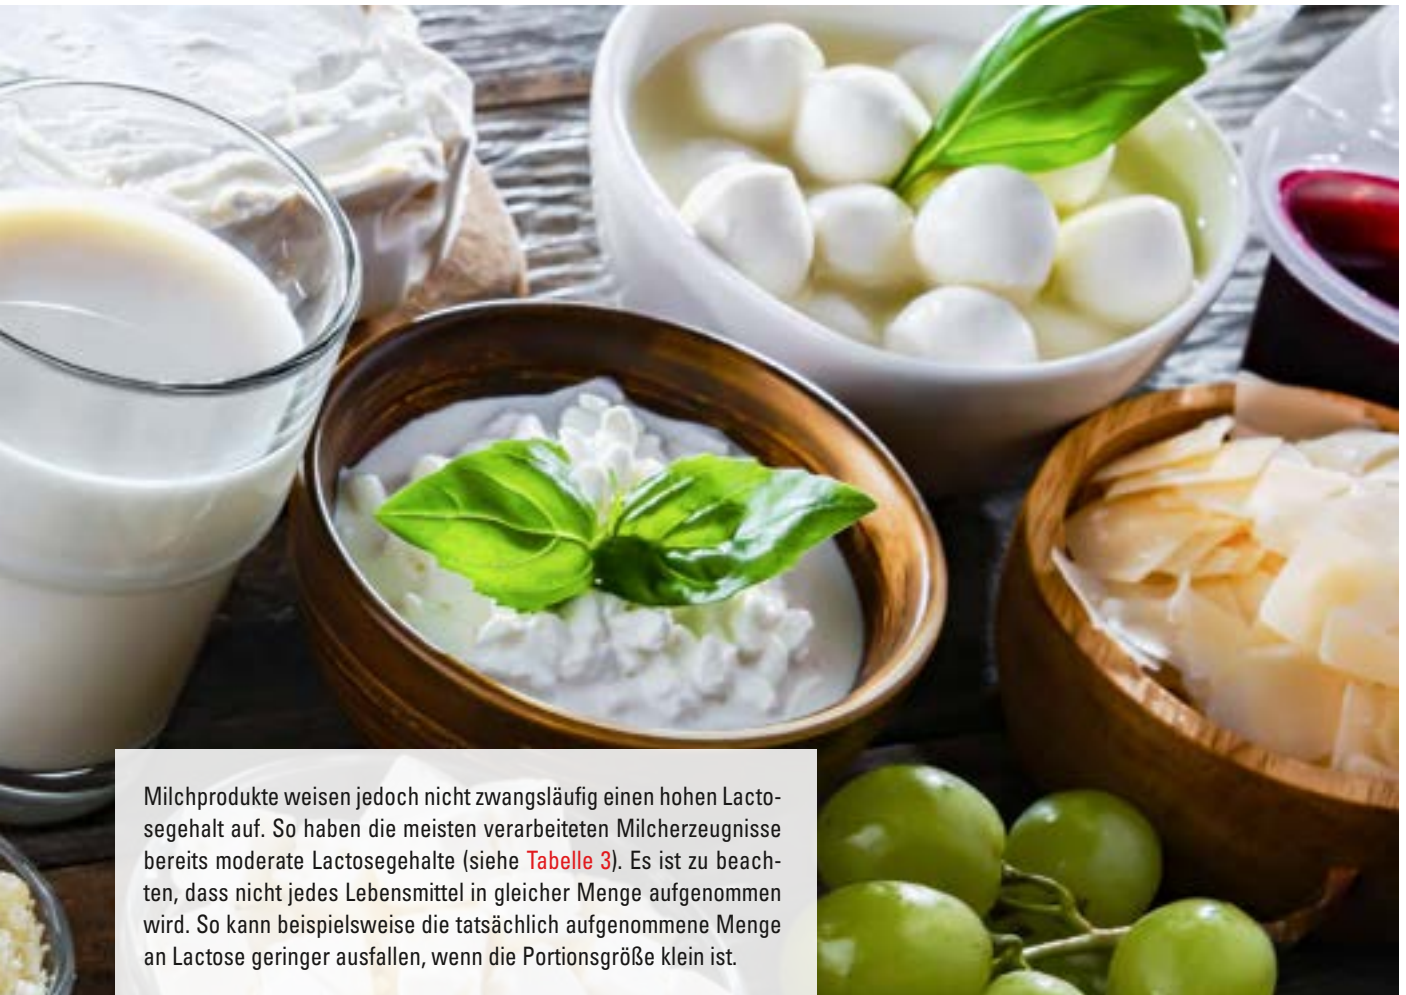 Milchprodukte weisen jedoch nicht zwangsläufig einen hohen Lacto-
segehalt auf. So haben die meisten verarbeiteten Milcherzeugnisse
bereits moderate Lactosegehalte (siehe Tabelle 3). Es ist zu beach-
ten, dass nicht jedes Lebensmittel in gleicher Menge aufgenommen
wird. So kann beispielsweise die tatsächlich aufgenommene Menge
an Lactose geringer ausfallen, wenn die Portionsgröße klein ist.